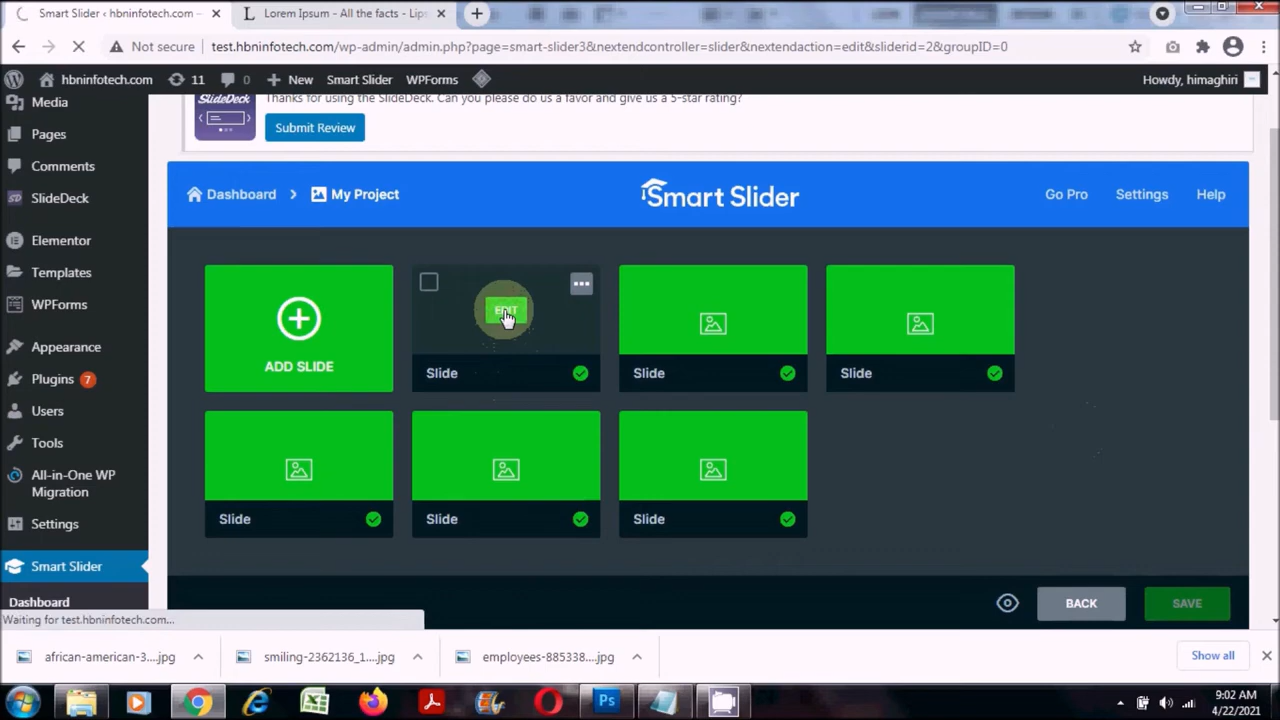 Smart Slider ‹ hbninfotech.com —
Lorem Ipsum - All the facts - Lips
Not secure
test.hbninfotech.com/wp-admin/admin.php?page=smart-slider3&nextendcontroller=slider&nextendaction=edit&sliderid=2&groupID=0
hbninfotech.com
11
0
New
Smart Slider
WPForms
Howdy, himaghiri
Media
Pages
Comments
SlideDeck
Elementor
Templates
WPForms
Appearance
Plugins 7
Users
Tools
All-in-One WP
Migration
Settings
Smart Slider
Dashboard
SlideDeck
Thanks for using the SlideDeck. Can you please do us a favor and give us a 5-star rating?
Submit Review
Dashboard
My Project
Smart Slider
Go Pro
Settings
Help
ADD SLIDE
EDIT
Slide
Slide
Slide
Slide
Slide
Slide
BACK
SAVE
Waiting for test.hbninfotech.com...
african-american-3....jpg
smiling-2362136_1....jpg
employees-885338....jpg
Show all
Ps
9:02 AM
4/22/2021